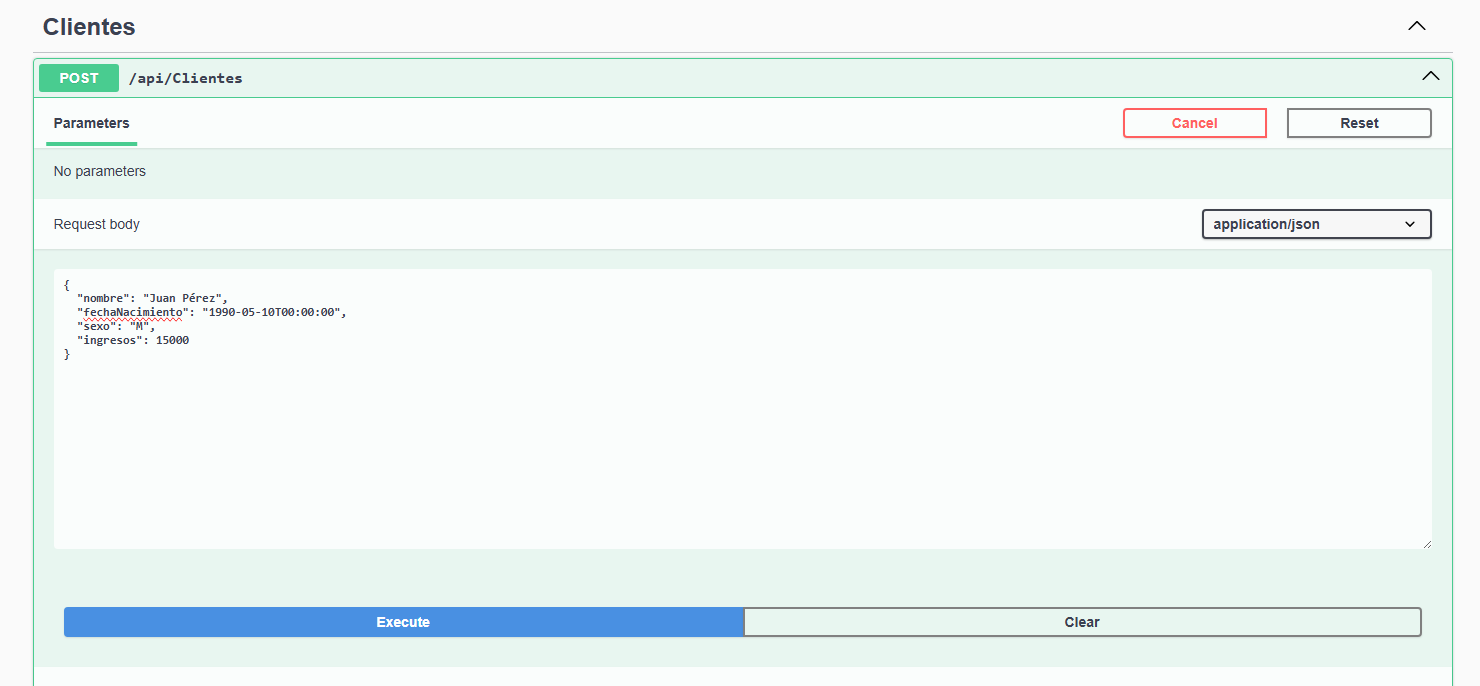 Clientes
POST /api/Clientes
Parameters
Cancel
Reset
No parameters
Request body
application/json
{
  "nombre": "Juan Pérez",
  "fechaNacimiento": "1990-05-10T00:00:00",
  "sexo": "M",
  "ingresos": 15000
}
Execute
Clear